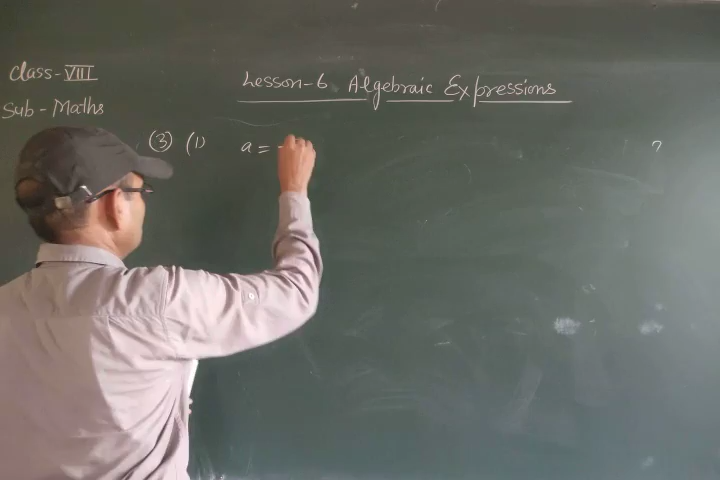 Class-VIII
Lesson-6 Algebraic Expressions
Sub-Maths
(3) (1) a = -
?